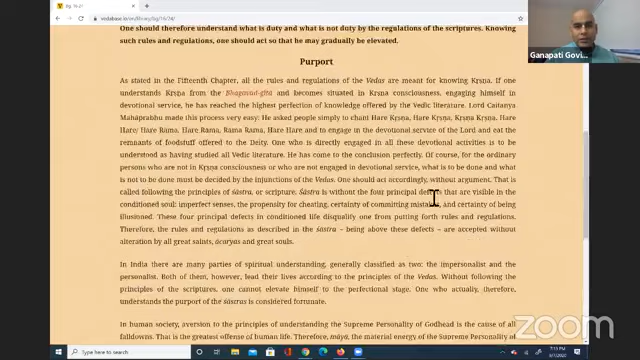 Bg. 16.24
vedabase.io/en/library/bg/16/24/
One should therefore understand what is duty and what is not duty by the regulations of the scriptures. Knowing
such rules and regulations, one should act so that he may gradually be elevated.
Purport
As stated in the Fifteenth Chapter, all the rules and regulations of the Vedas are meant for knowing Kṛṣṇa. If one
understands Kṛṣṇa from the Bhagavad-gītā and becomes situated in Kṛṣṇa consciousness, engaging himself in
devotional service, he has reached the highest perfection of knowledge offered by the Vedic literature. Lord Caitanya
Mahāprabhu made this process very easy: He asked people simply to chant Hare Kṛṣṇa, Hare Kṛṣṇa, Kṛṣṇa Kṛṣṇa, Hare
Hare/ Hare Rāma, Hare Rāma, Rāma Rāma, Hare Hare and to engage in the devotional service of the Lord and eat the
remnants of foodstuff offered to the Deity. One who is directly engaged in all these devotional activities is to be
understood as having studied all Vedic literature. He has come to the conclusion perfectly. Of course, for the ordinary
persons who are not in Kṛṣṇa consciousness or who are not engaged in devotional service, what is to be done and what
is not to be done must be decided by the injunctions of the Vedas. One should act accordingly, without argument. That is
called following the principles of śāstra, or scripture. Śāstra is without the four principal defects that are visible in the
conditioned soul: imperfect senses, the propensity for cheating, certainty of committing mistakes, and certainty of being
illusioned. These four principal defects in conditioned life disqualify one from putting forth rules and regulations.
Therefore, the rules and regulations as described in the śāstra – being above these defects – are accepted without
alteration by all great saints, ācāryas and great souls.
In India there are many parties of spiritual understanding, generally classified as two: the impersonalist and the
personalist. Both of them, however, lead their lives according to the principles of the Vedas. Without following the
principles of the scriptures, one cannot elevate himself to the perfectional stage. One who actually, therefore,
understands the purport of the śāstras is considered fortunate.
In human society, aversion to the principles of understanding the Supreme Personality of Godhead is the cause of all
falldowns. That is the greatest offense of human life. Therefore, māyā, the material energy of the Supreme Personality of
Ganapati Govi...
zoom
Type here to search